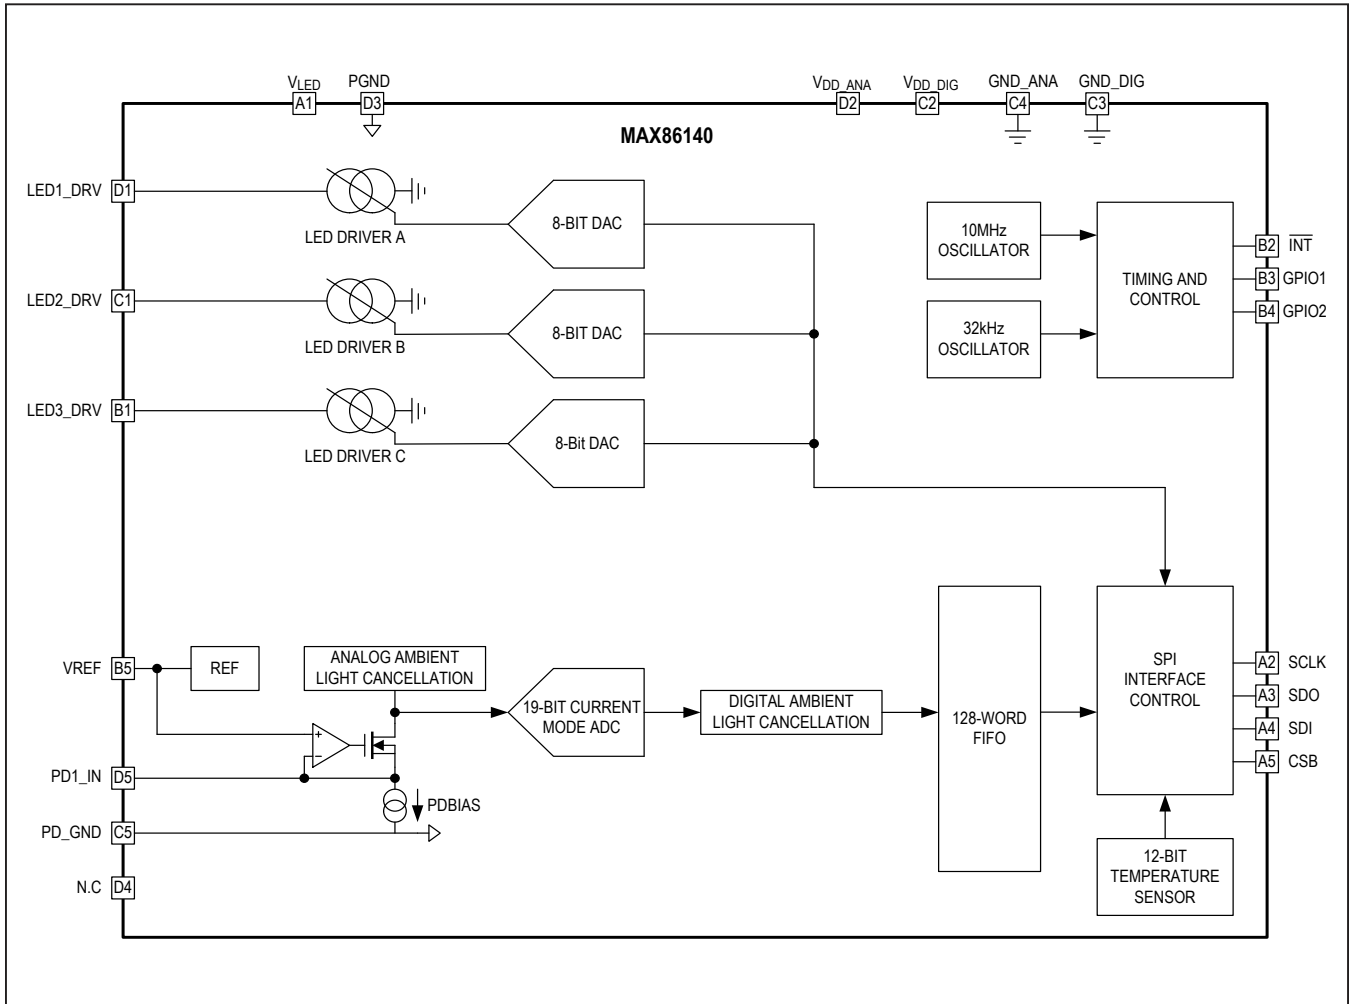 VLED PGND VDD_ANA VDD_DIG GND_ANA GND_DIG
A1 D3 D2 C2 C4 C3
MAX86140
LED1_DRV D1
LED DRIVER A
8-BIT DAC
LED2_DRV C1
LED DRIVER B
8-BIT DAC
LED3_DRV B1
LED DRIVER C
8-Bit DAC
10MHz
OSCILLATOR
32kHz
OSCILLATOR
TIMING AND
CONTROL
B2 INT
B3 GPIO1
B4 GPIO2
VREF B5
REF
ANALOG AMBIENT
LIGHT CANCELLATION
+
−
19-BIT CURRENT
MODE ADC
DIGITAL AMBIENT
LIGHT CANCELLATION
128-WORD
FIFO
SPI
INTERFACE
CONTROL
A2 SCLK
A3 SDO
A4 SDI
A5 CSB
PD1_IN D5
PDBIAS
PD_GND C5
N.C D4
12-BIT
TEMPERATURE
SENSOR